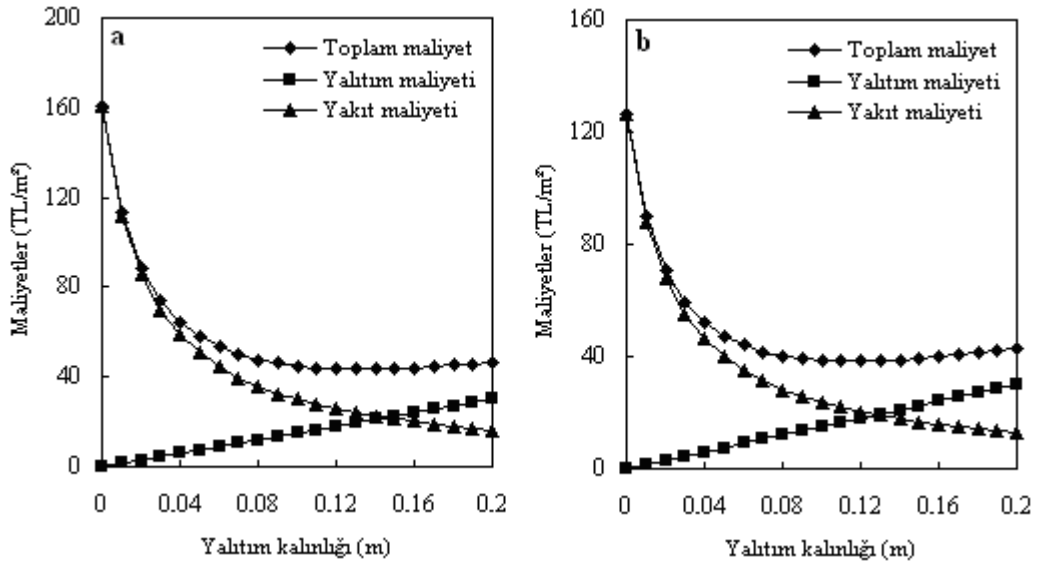 a
Toplam maliyet
Yalıtım maliyeti
Yakıt maliyeti
200
160
120
80
40
0
0 0.04 0.08 0.12 0.16 0.2
Maliyetler (TL/m²)
Yalıtım kalınlığı (m)
b
Toplam maliyet
Yalıtım maliyeti
Yakıt maliyeti
160
120
80
40
0
0 0.04 0.08 0.12 0.16 0.2
Maliyetler (TL/m²)
Yalıtım kalınlığı (m)